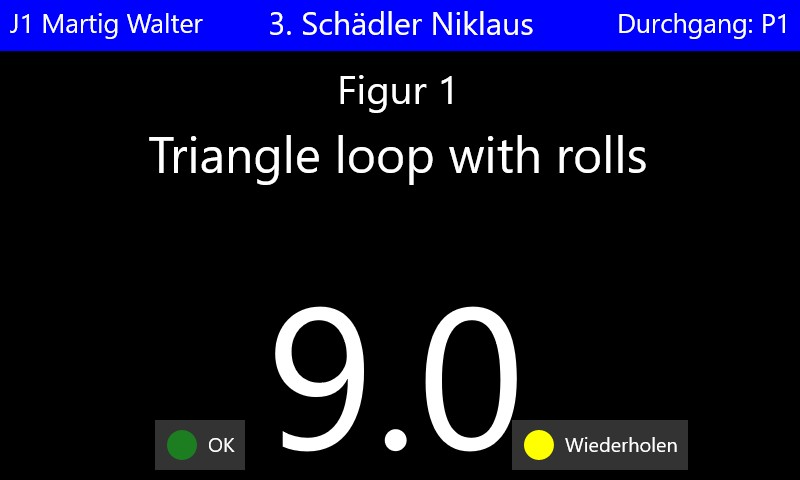 J1 Martig Walter 3. Schädler Niklaus Durchgang: P1
Figur 1
Triangle loop with rolls
9.0
OK Wiederholen